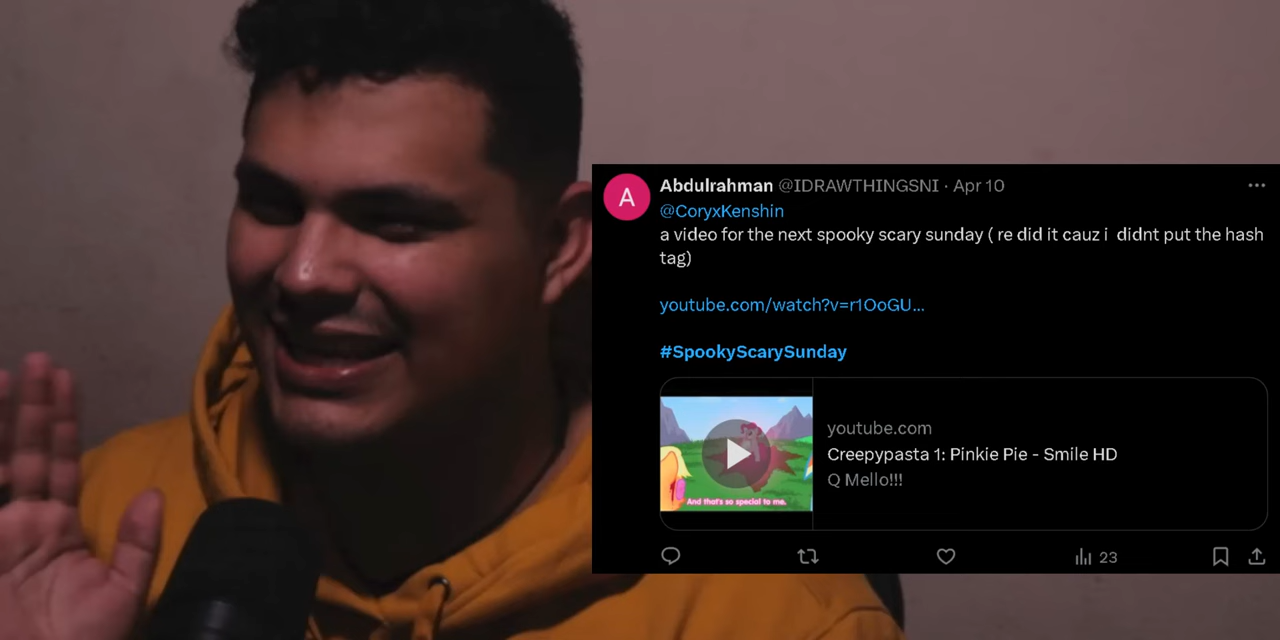 A
Abdulrahman @IDRAWTHINGSNI · Apr 10
@CoryxKenshin
a video for the next spooky scary sunday ( re did it cauz i didnt put the hash
tag)
youtube.com/watch?v=r1OoGU...
#SpookyScarySunday
youtube.com
Creepypasta 1: Pinkie Pie - Smile HD
Q Mello!!!
And that's so special to me.
23